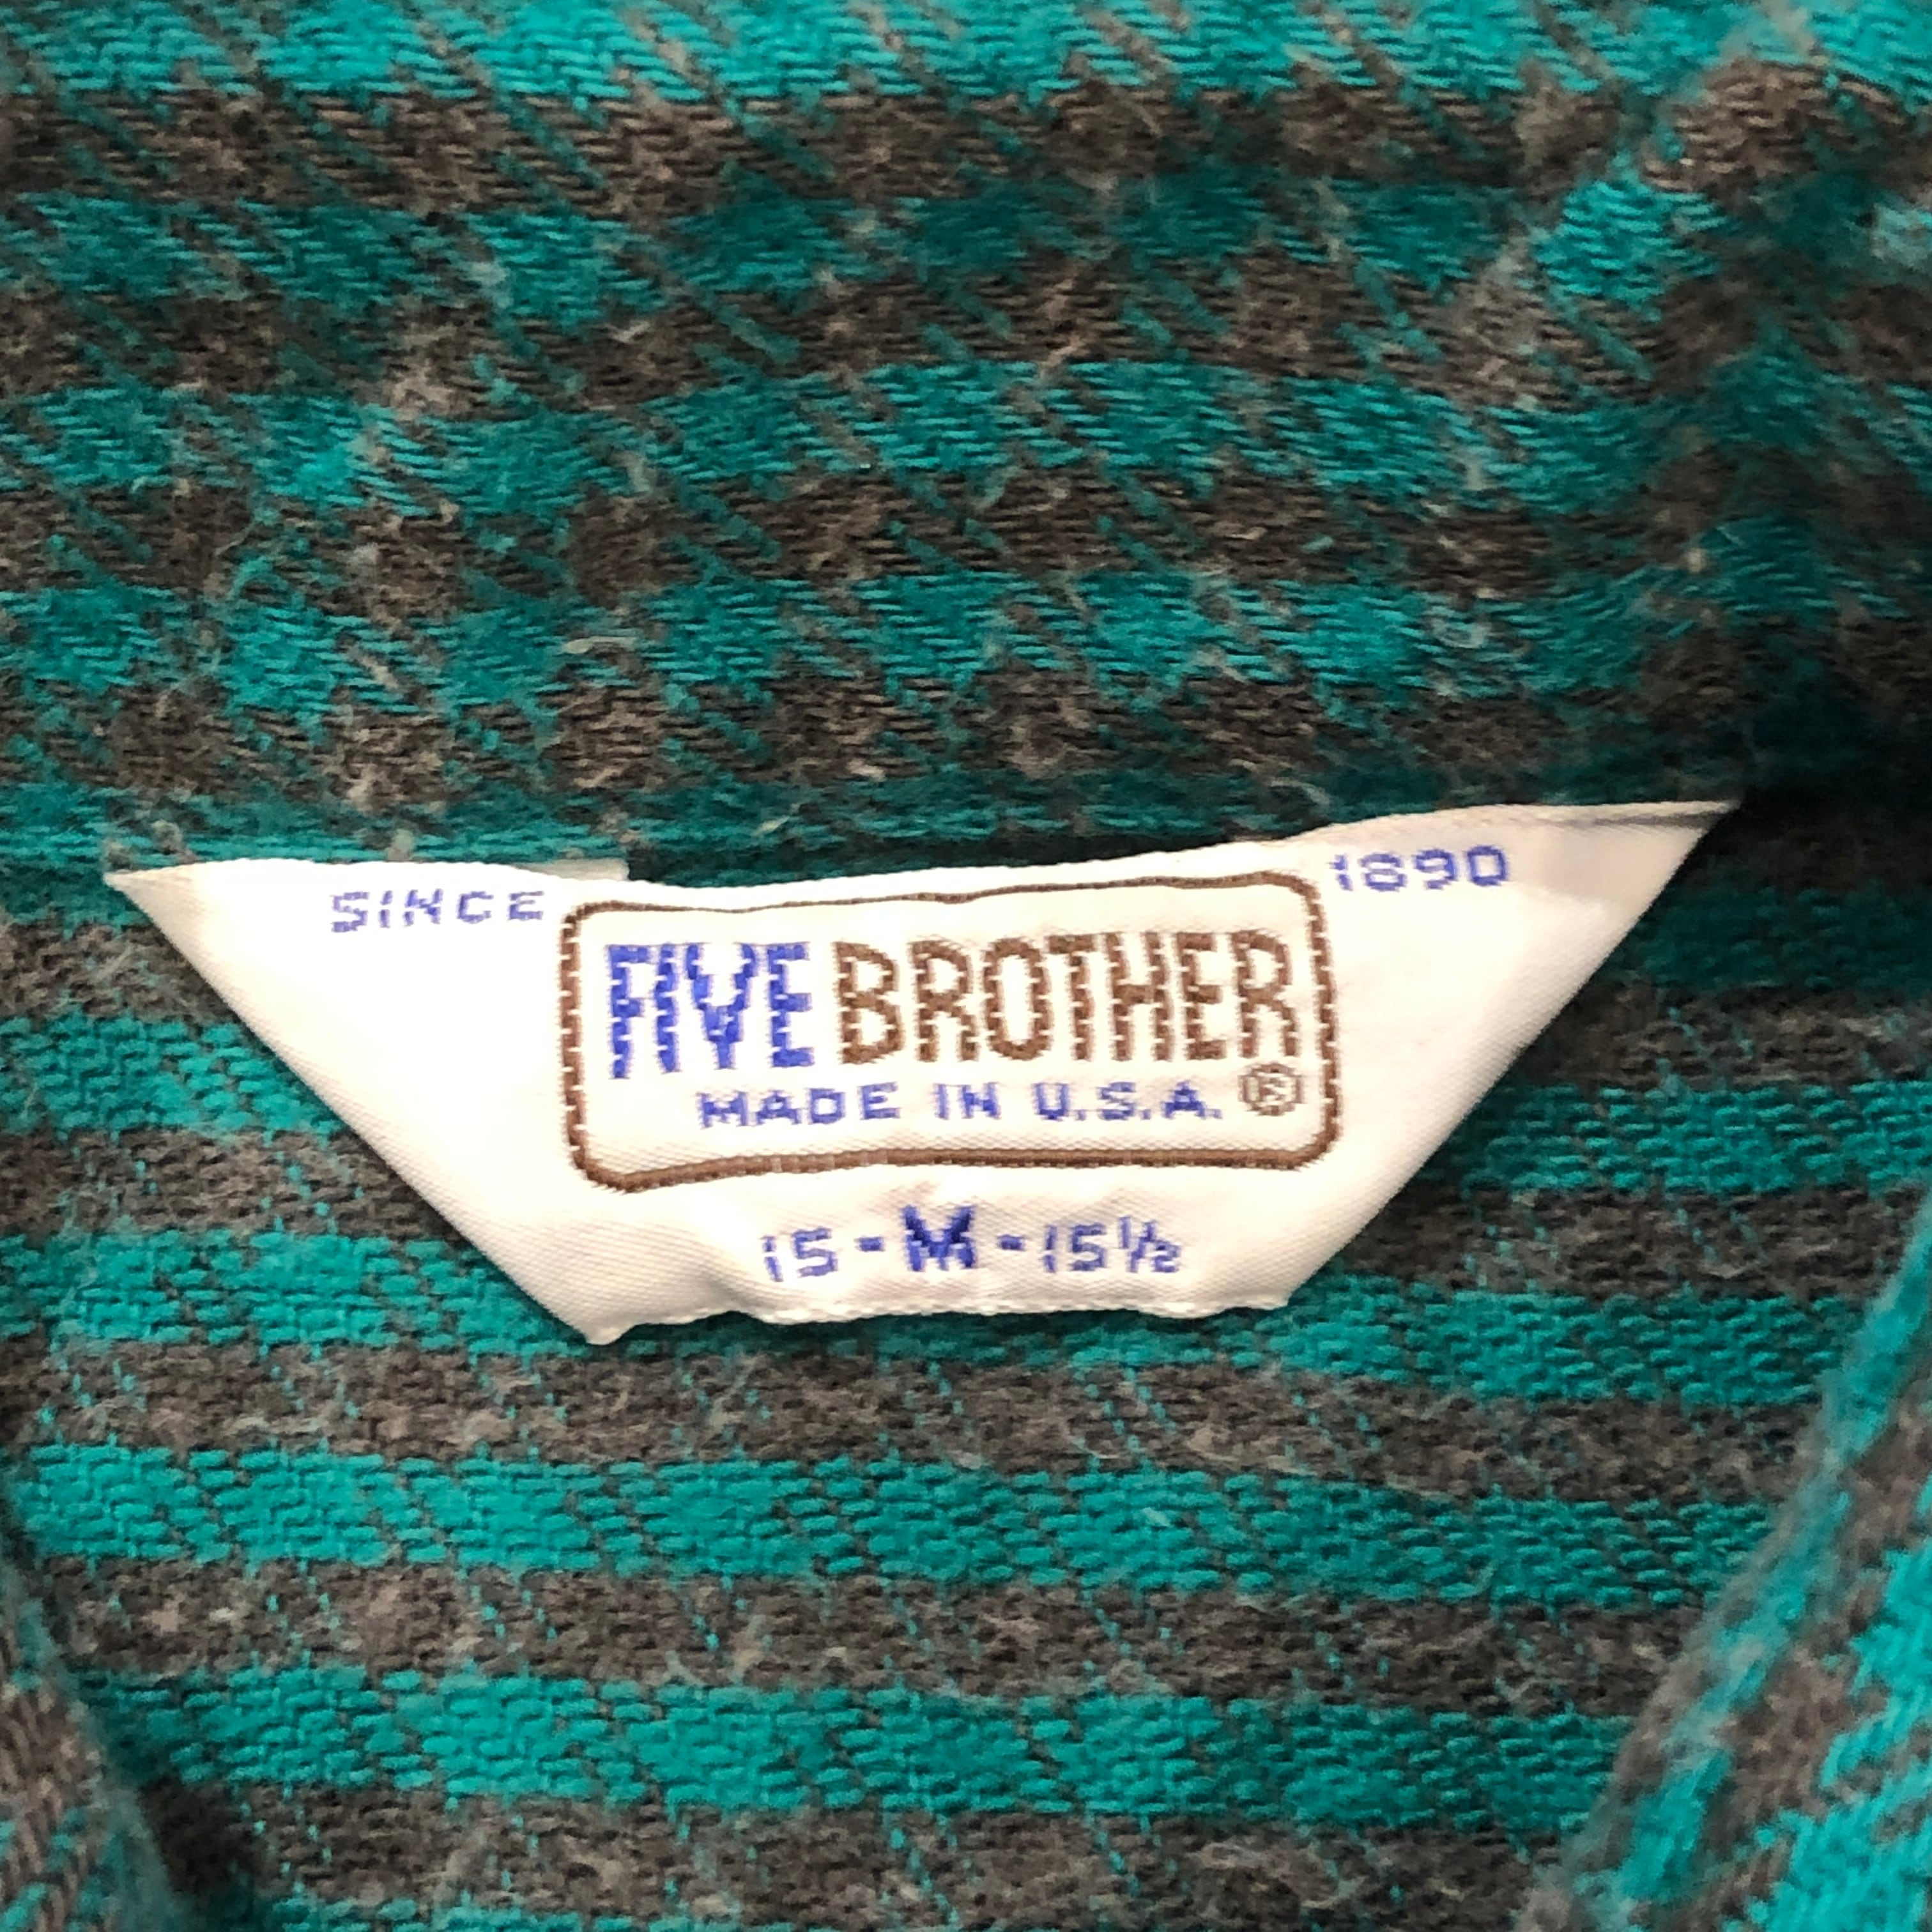 SINCE 1890
FIVE BROTHER
MADE IN U.S.A. ®
15-M-15½